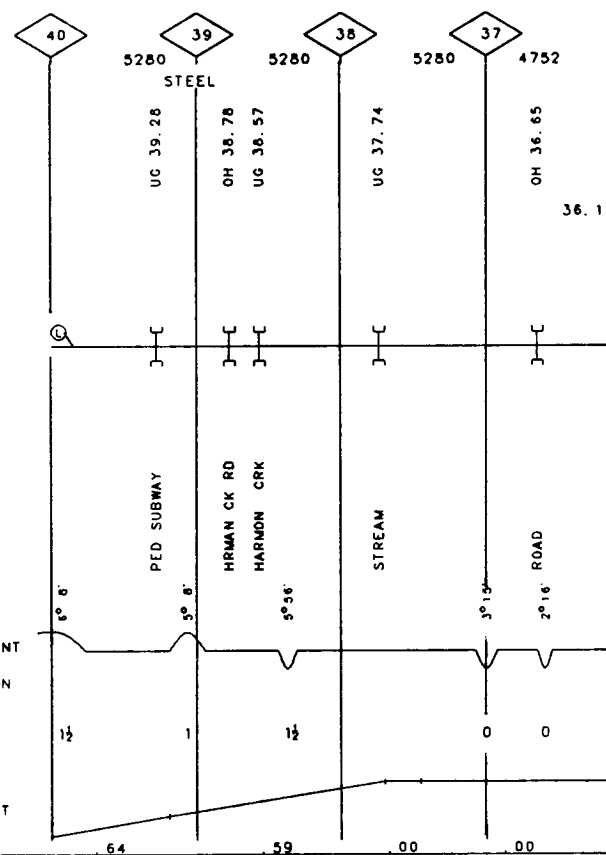 40 39 38 37
5280 5280 5280 4752
STEEL
UG 39.28
OH 38.78
UG 38.57
UG 37.74
OH 36.65
36.1
L
PED SUBWAY
HRMAN CK RD
HARMON CRK
STREAM
ROAD
6° 8'
5° 8'
5° 56'
3° 15'
2° 16'
NT
N
1½ 1 1½ 0 0
T
64 59 00 00